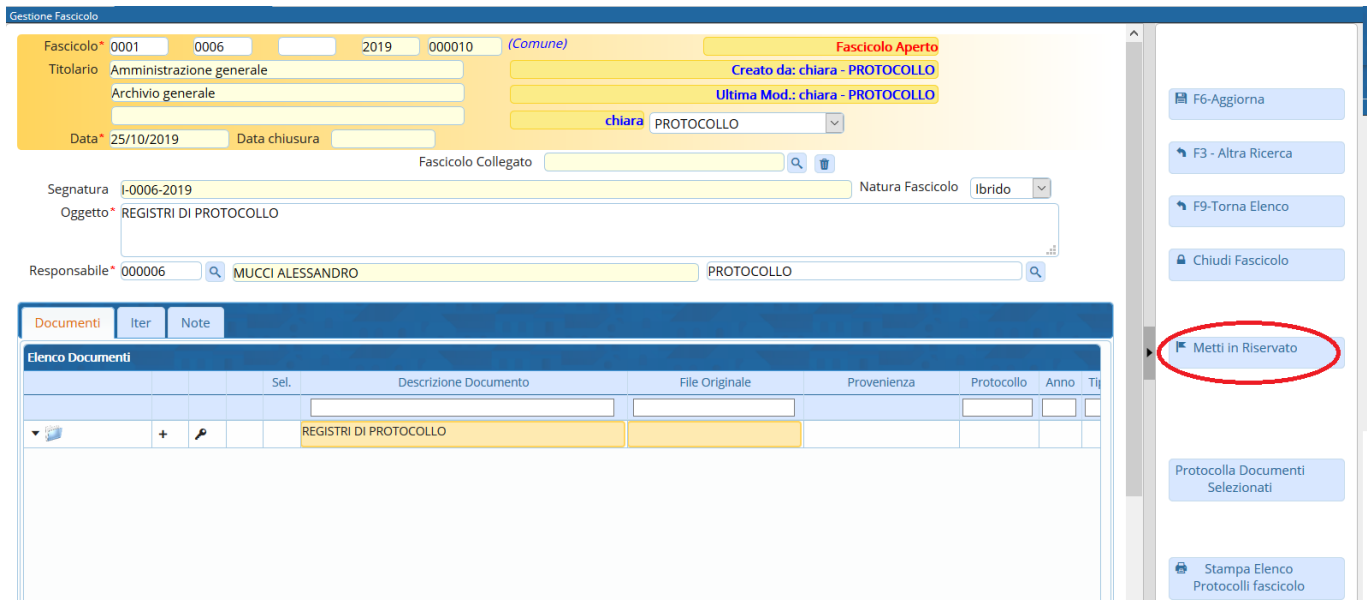 Gestione Fascicolo
Fascicolo* 0001 0006 2019 000010 (Comune) Fascicolo Aperto
Titolario Amministrazione generale Creato da: chiara - PROTOCOLLO
Archivio generale Ultima Mod.: chiara - PROTOCOLLO
chiara PROTOCOLLO
Data* 25/10/2019 Data chiusura
Fascicolo Collegato
Segnatura I-0006-2019 Natura Fascicolo Ibrido
Oggetto* REGISTRI DI PROTOCOLLO
Responsabile* 000006 MUCCI ALESSANDRO PROTOCOLLO
Documenti Iter Note
Elenco Documenti
Sel. Descrizione Documento File Originale Provenienza Protocollo Anno Tip
+ REGISTRI DI PROTOCOLLO
F6-Aggiorna
F3 - Altra Ricerca
F9-Torna Elenco
Chiudi Fascicolo
Metti in Riservato
Protocolla Documenti
Selezionati
Stampa Elenco
Protocolli fascicolo